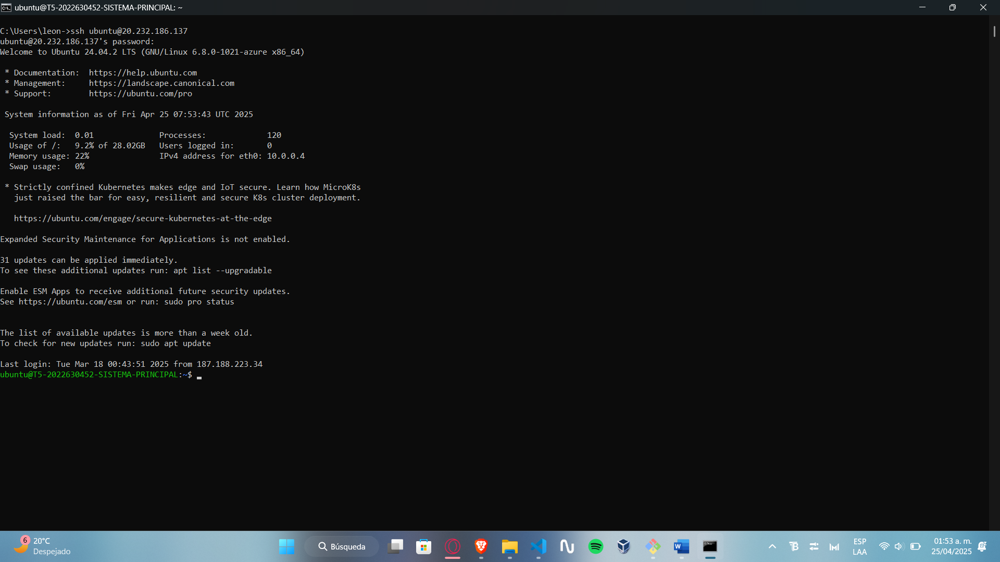 ubuntu@T5-2022630452-SISTEMA-PRINCIPAL: ~
C:\Users\leon->ssh ubuntu@20.232.186.137
ubuntu@20.232.186.137's password:
Welcome to Ubuntu 24.04.2 LTS (GNU/Linux 6.8.0-1021-azure x86_64)
* Documentation:  https://help.ubuntu.com
* Management:     https://landscape.canonical.com
* Support:        https://ubuntu.com/pro
System information as of Fri Apr 25 07:53:43 UTC 2025
System load:  0.01              Processes:             120
Usage of /:   9.2% of 28.02GB   Users logged in:       0
Memory usage: 22%               IPv4 address for eth0: 10.0.0.4
Swap usage:   0%
* Strictly confined Kubernetes makes edge and IoT secure. Learn how MicroK8s
just raised the bar for easy, resilient and secure K8s cluster deployment.
https://ubuntu.com/engage/secure-kubernetes-at-the-edge
Expanded Security Maintenance for Applications is not enabled.
31 updates can be applied immediately.
To see these additional updates run: apt list --upgradable
Enable ESM Apps to receive additional future security updates.
See https://ubuntu.com/esm or run: sudo pro status
The list of available updates is more than a week old.
To check for new updates run: sudo apt update
Last login: Tue Mar 18 00:43:51 2025 from 187.188.223.34
ubuntu@T5-2022630452-SISTEMA-PRINCIPAL:~$
6
20°C
Despejado
Búsqueda
ESP
LAA
01:53 a. m.
25/04/2025